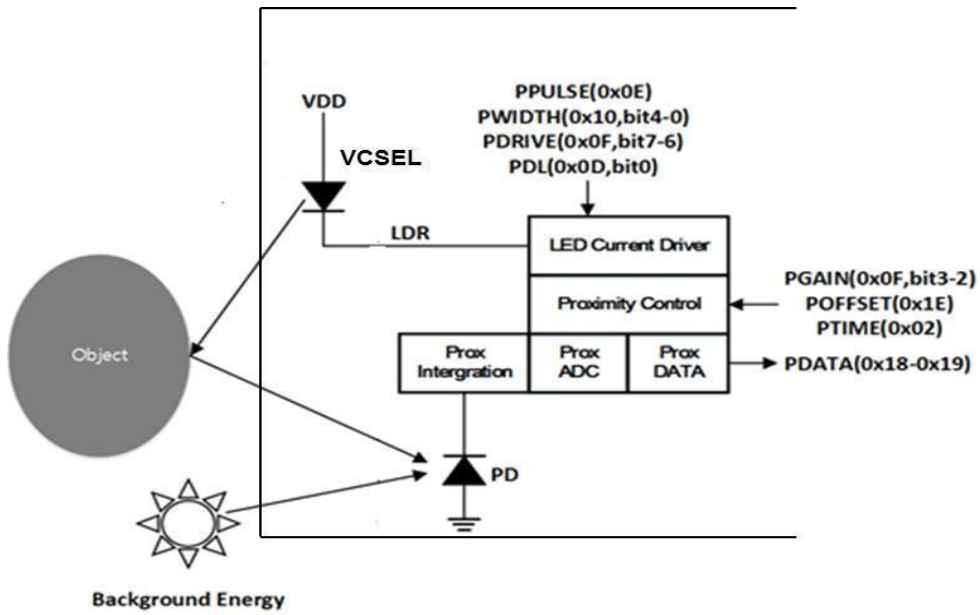 PPULSE(0x0E)
PWIDTH(0x10,bit4-0)
PDRIVE(0x0F,bit7-6)
PDL(0x0D,bit0)
VDD
VCSEL
LDR
LED Current Driver
Proximity Control
Prox
Intergration
Prox
ADC
Prox
DATA
PGAIN(0x0F,bit3-2)
POFFSET(0x1E)
PTIME(0x02)
PDATA(0x18-0x19)
Object
PD
Background Energy